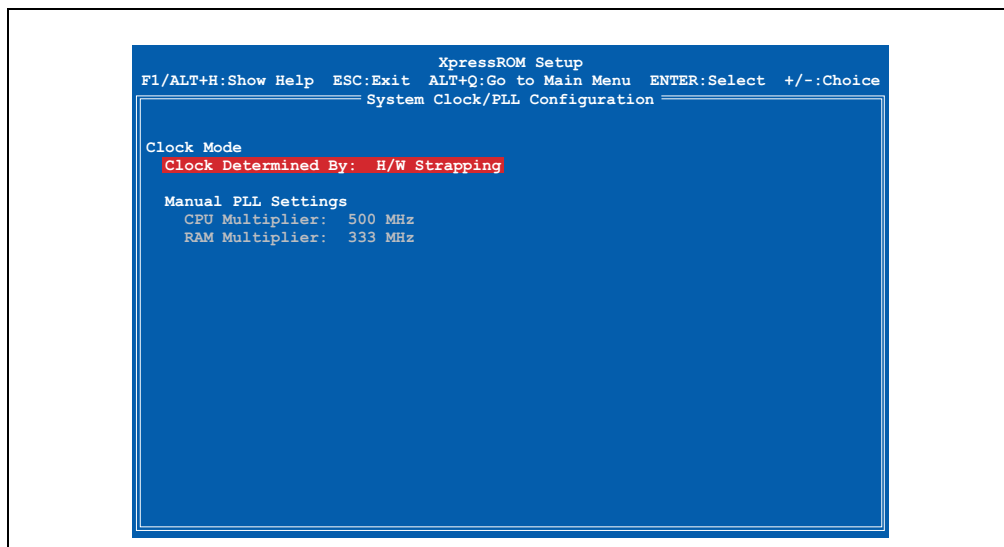 XpressROM Setup
F1/ALT+H:Show Help ESC:Exit ALT+Q:Go to Main Menu ENTER:Select +/-:Choice
System Clock/PLL Configuration
Clock Mode
Clock Determined By: H/W Strapping
Manual PLL Settings
CPU Multiplier: 500 MHz
RAM Multiplier: 333 MHz